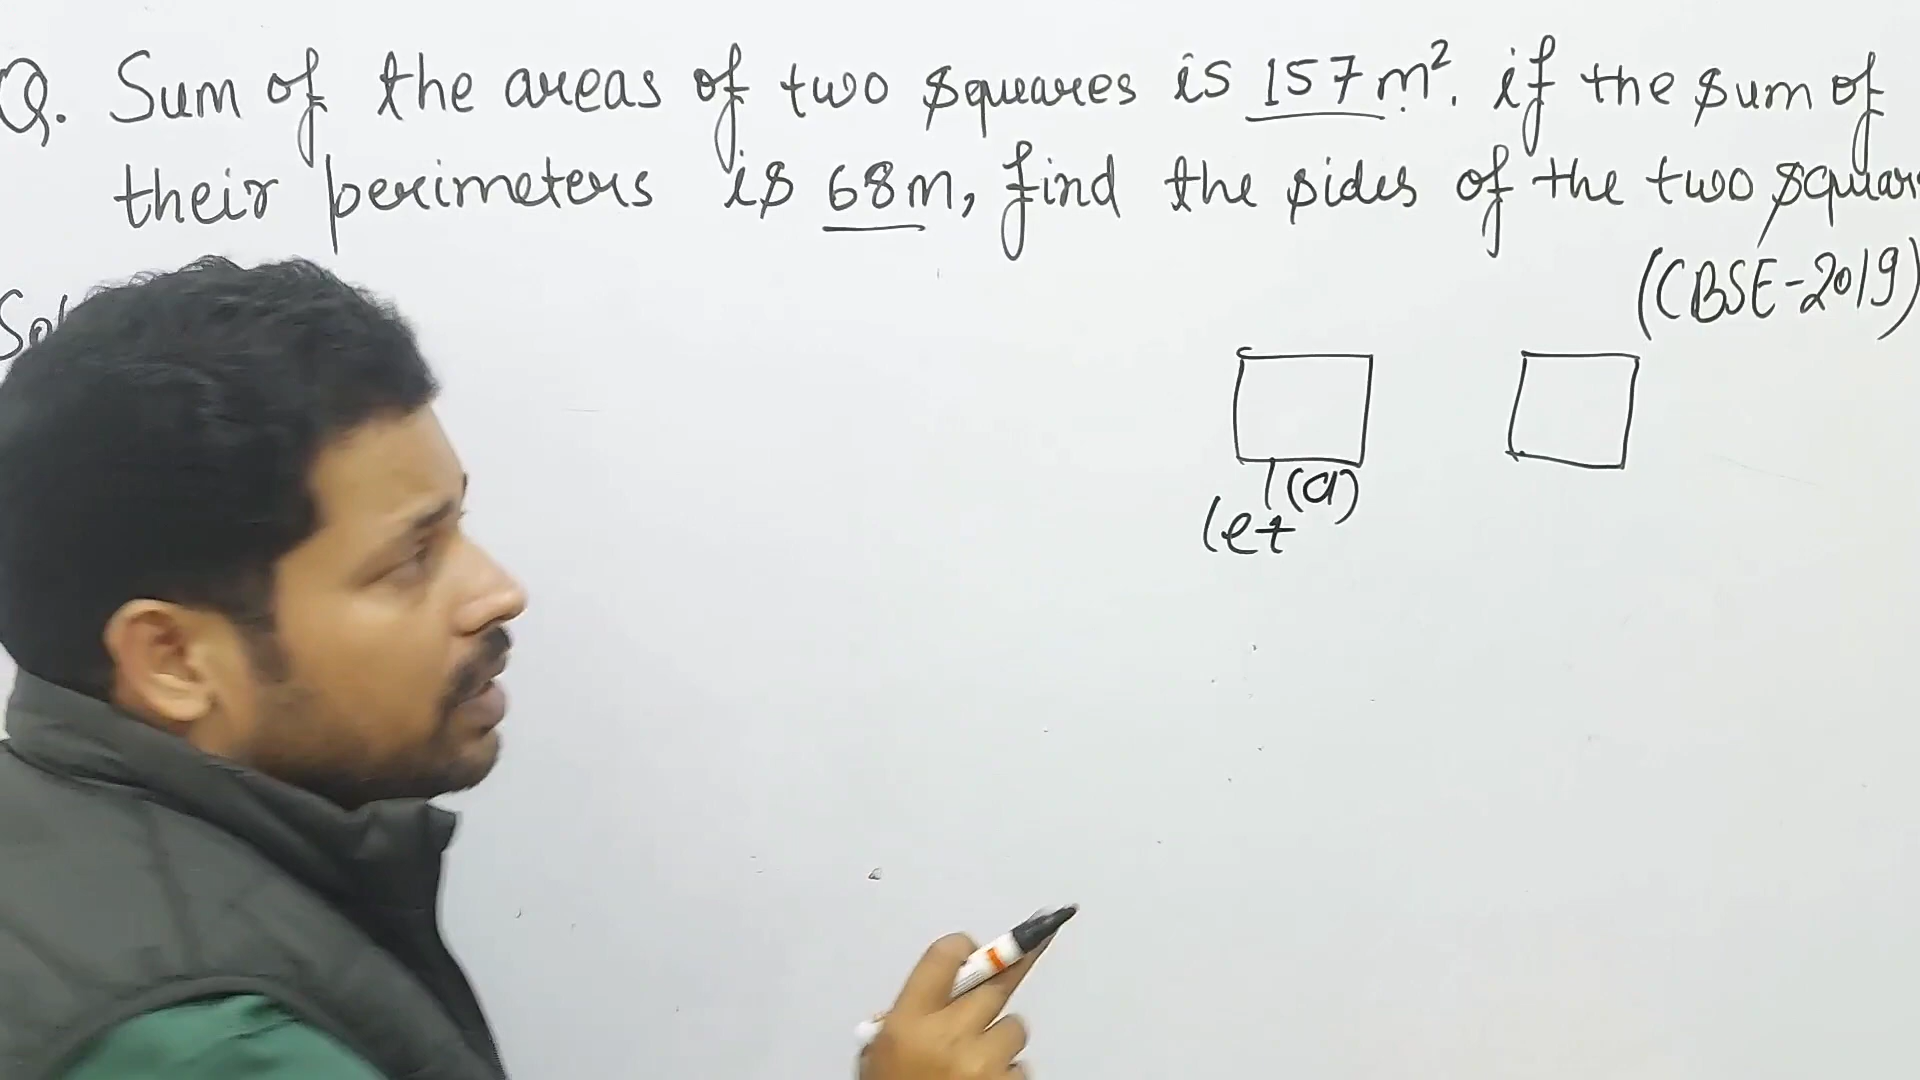 Q. Sum of the areas of two squares is 157 m². if the sum of
their perimeters is 68m, find the sides of the two squar
(CBSE-2019)
Sol
(a)
let